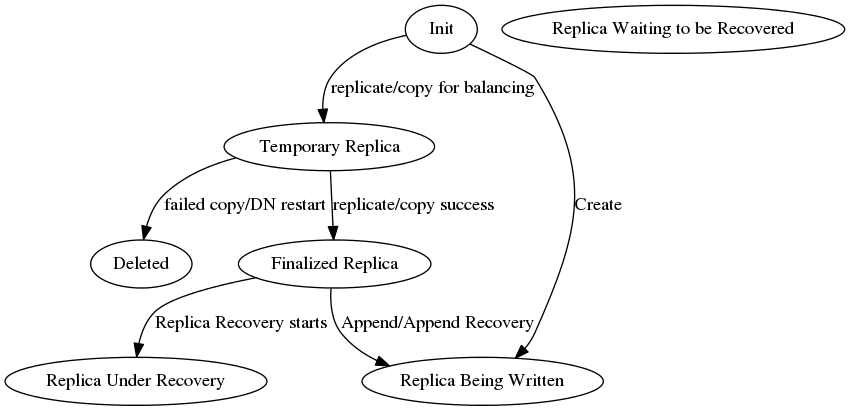 Init
Replica Waiting to be Recovered
replicate/copy for balancing
Temporary Replica
failed copy/DN restart
replicate/copy success
Create
Deleted
Finalized Replica
Replica Recovery starts
Append/Append Recovery
Replica Under Recovery
Replica Being Written